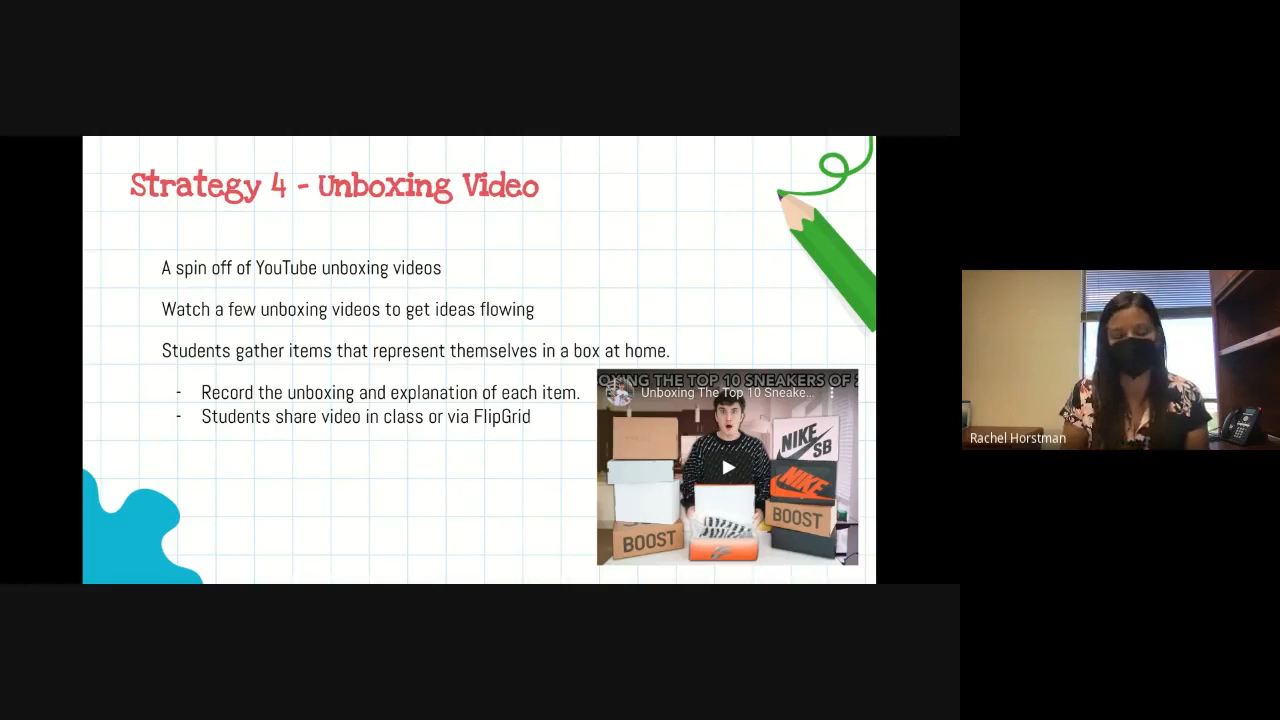 Strategy 4 - Unboxing Video
A spin off of YouTube unboxing videos
Watch a few unboxing videos to get ideas flowing
Students gather items that represent themselves in a box at home.
- Record the unboxing and explanation of each item.
- Students share video in class or via FlipGrid
OXING THE TOP 10 SNEAKERS OF
Unboxing The Top 10 Sneake...
NIKE
SB
NIKE
BOOST
BOOST
Rachel Horstman